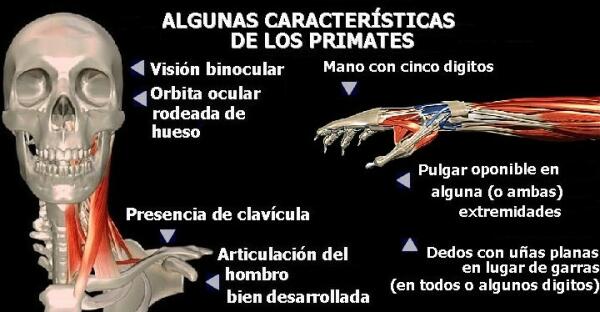 ALGUNAS CARACTERÍSTICAS
DE LOS PRIMATES
Visión binocular
Orbita ocular
rodeada de
hueso
Mano con cinco digitos
Pulgar oponible en
alguna (o ambas)
extremidades
Presencia de clavícula
Articulación del
hombro
bien desarrollada
Dedos con uñas planas
en lugar de garras
(en todos o algunos digitos)